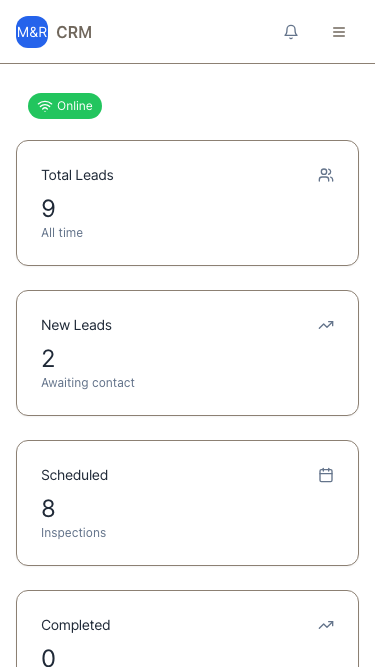 M&R CRM
Online
Total Leads
9
All time
New Leads
2
Awaiting contact
Scheduled
8
Inspections
Completed
0